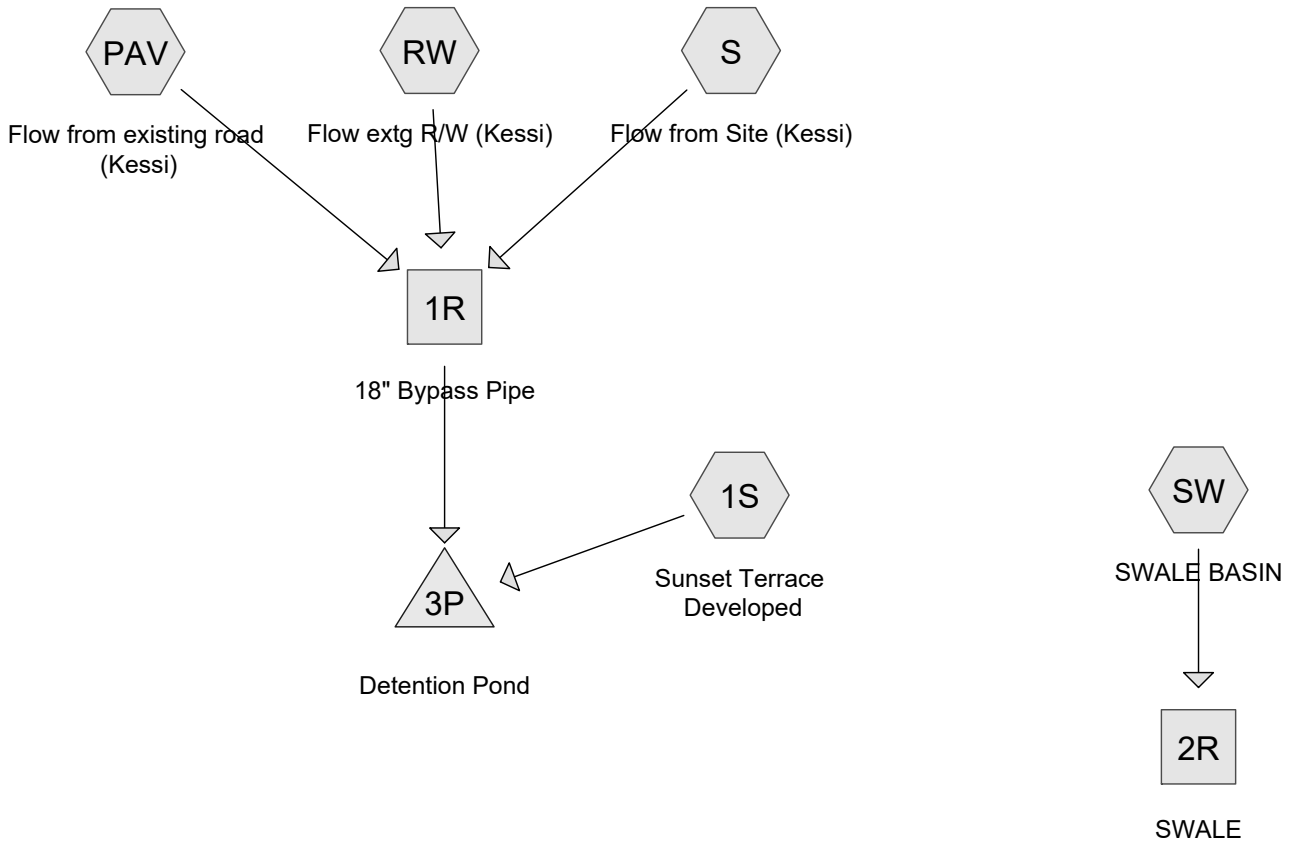 PAV
RW
S
Flow from existing road
(Kessi)
Flow extg R/W (Kessi)
Flow from Site (Kessi)
1R
18" Bypass Pipe
1S
Sunset Terrace
Developed
3P
Detention Pond
SW
SWALE BASIN
2R
SWALE